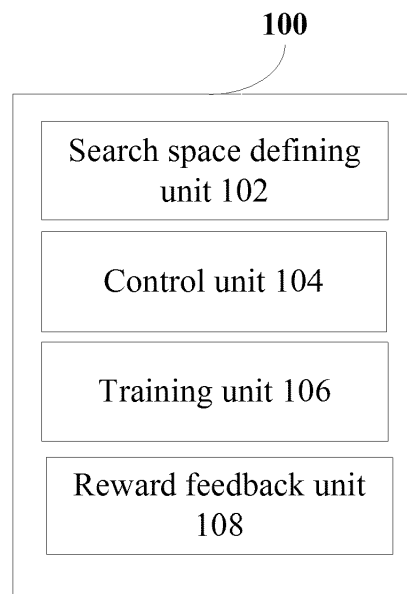 100
Search space defining
unit 102
Control unit 104
Training unit 106
Reward feedback unit
108